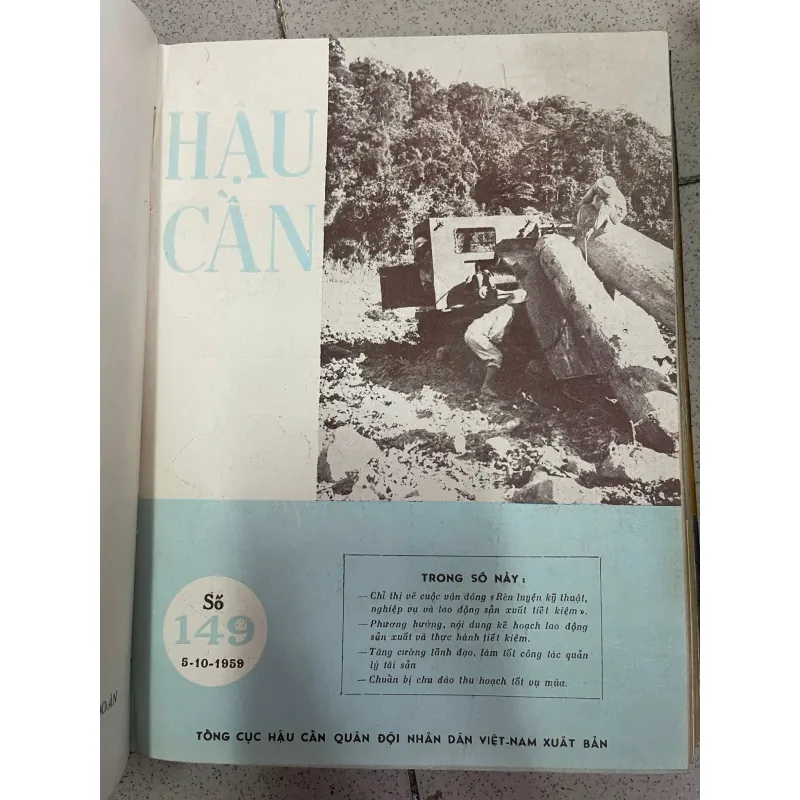 HẬU
CẦN
TRONG SỐ NÀY:
— Chỉ thị về cuộc vận động «Rèn luyện kỹ thuật,
nghiệp vụ và lao động sản xuất tiết kiệm».
— Phương hướng, nội dung kế hoạch lao động
sản xuất và thực hành tiết kiệm.
— Tăng cường lãnh đạo, làm tốt công tác quản
lý tài sản
— Chuẩn bị chu đáo thu hoạch tốt vụ mùa.
Số
149
5-10-1959
TỔNG CỤC HẬU CẦN QUÂN ĐỘI NHÂN DÂN VIỆT-NAM XUẤT BẢN